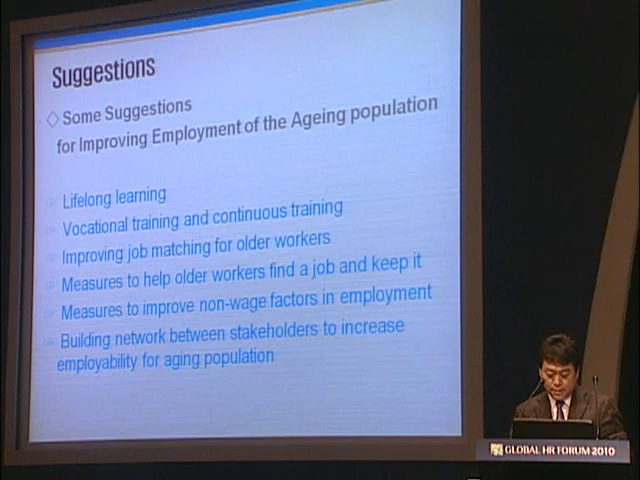 Suggestions
Some Suggestions
for Improving Employment of the Ageing population
Lifelong learning
Vocational training and continuous training
Improving job matching for older workers
Measures to help older workers find a job and keep it
Measures to improve non-wage factors in employment
Building network between stakeholders to increase
employability for aging population
GLOBAL HR FORUM 2010